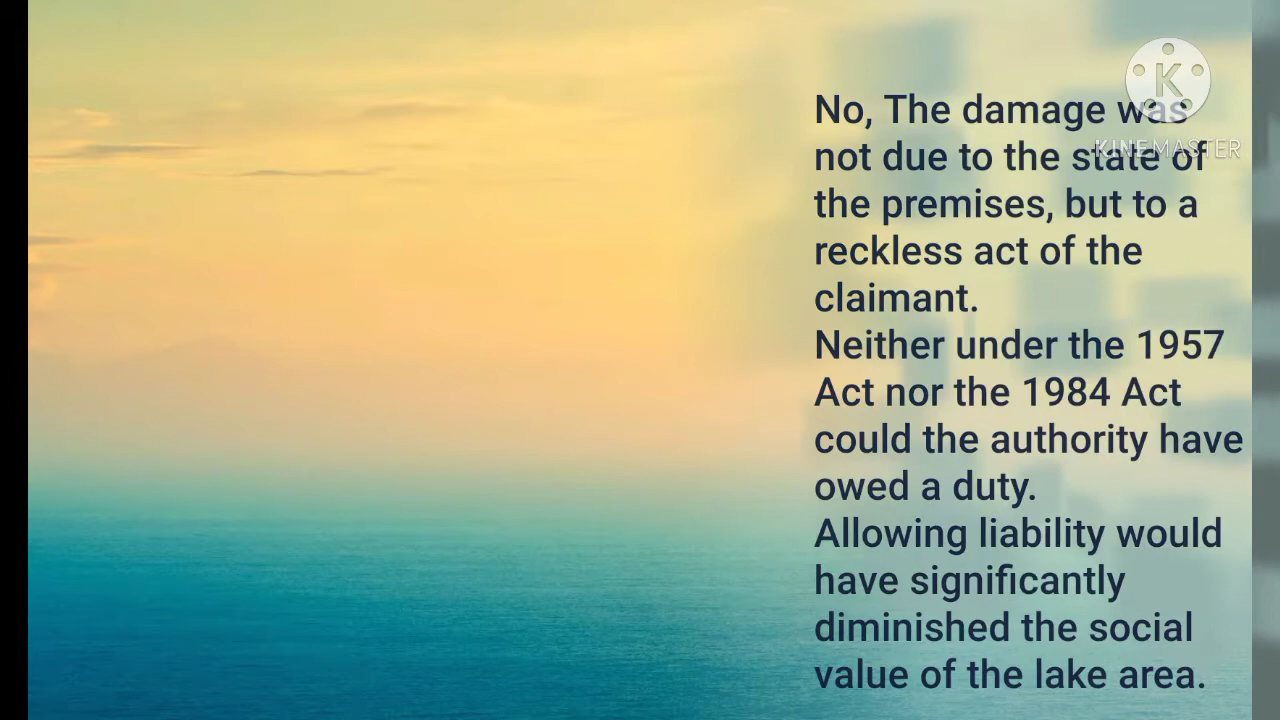 K
KINEMASTER
No, The damage was
not due to the state of
the premises, but to a
reckless act of the
claimant.
Neither under the 1957
Act nor the 1984 Act
could the authority have
owed a duty.
Allowing liability would
have significantly
diminished the social
value of the lake area.